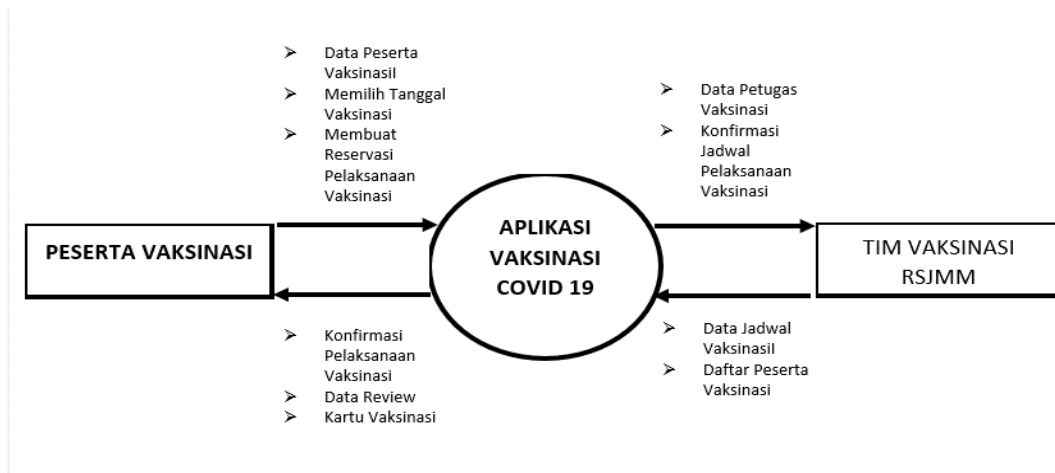 ➢ Data Peserta
VaksinasiI
➢ Memilih Tanggal
Vaksinasi
➢ Membuat
Reservasi
Pelaksanaan
Vaksinasi
➢ Data Petugas
Vaksinasi
➢ Konfirmasi
Jadwal
Pelaksanaan
Vaksinasi
PESERTA VAKSINASI
APLIKASI
VAKSINASI
COVID 19
TIM VAKSINASI
RSJMM
➢ Konfirmasi
Pelaksanaan
Vaksinasi
➢ Data Review
➢ Kartu Vaksinasi
➢ Data Jadwal
VaksinasiI
➢ Daftar Peserta
Vaksinasi